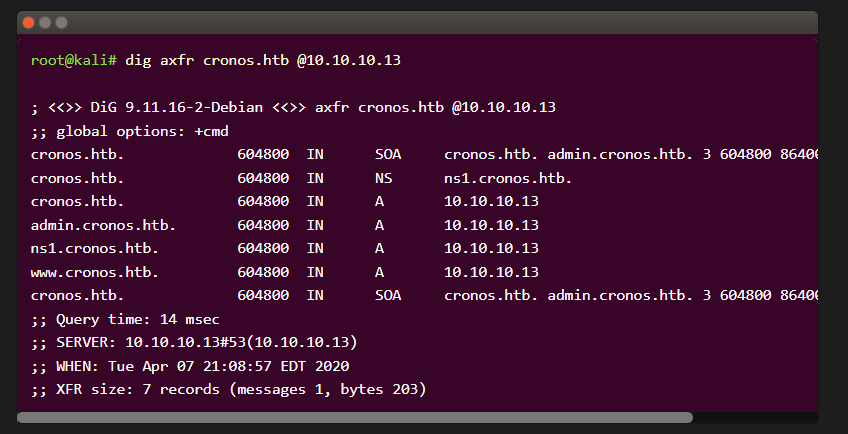 root@kali# dig axfr cronos.htb @10.10.10.13
; <<>> DiG 9.11.16-2-Debian <<>> axfr cronos.htb @10.10.10.13
;; global options: +cmd
cronos.htb. 604800 IN SOA cronos.htb. admin.cronos.htb. 3 604800 86400
cronos.htb. 604800 IN NS ns1.cronos.htb.
cronos.htb. 604800 IN A 10.10.10.13
admin.cronos.htb. 604800 IN A 10.10.10.13
ns1.cronos.htb. 604800 IN A 10.10.10.13
www.cronos.htb. 604800 IN A 10.10.10.13
cronos.htb. 604800 IN SOA cronos.htb. admin.cronos.htb. 3 604800 86400
;; Query time: 14 msec
;; SERVER: 10.10.10.13#53(10.10.10.13)
;; WHEN: Tue Apr 07 21:08:57 EDT 2020
;; XFR size: 7 records (messages 1, bytes 203)